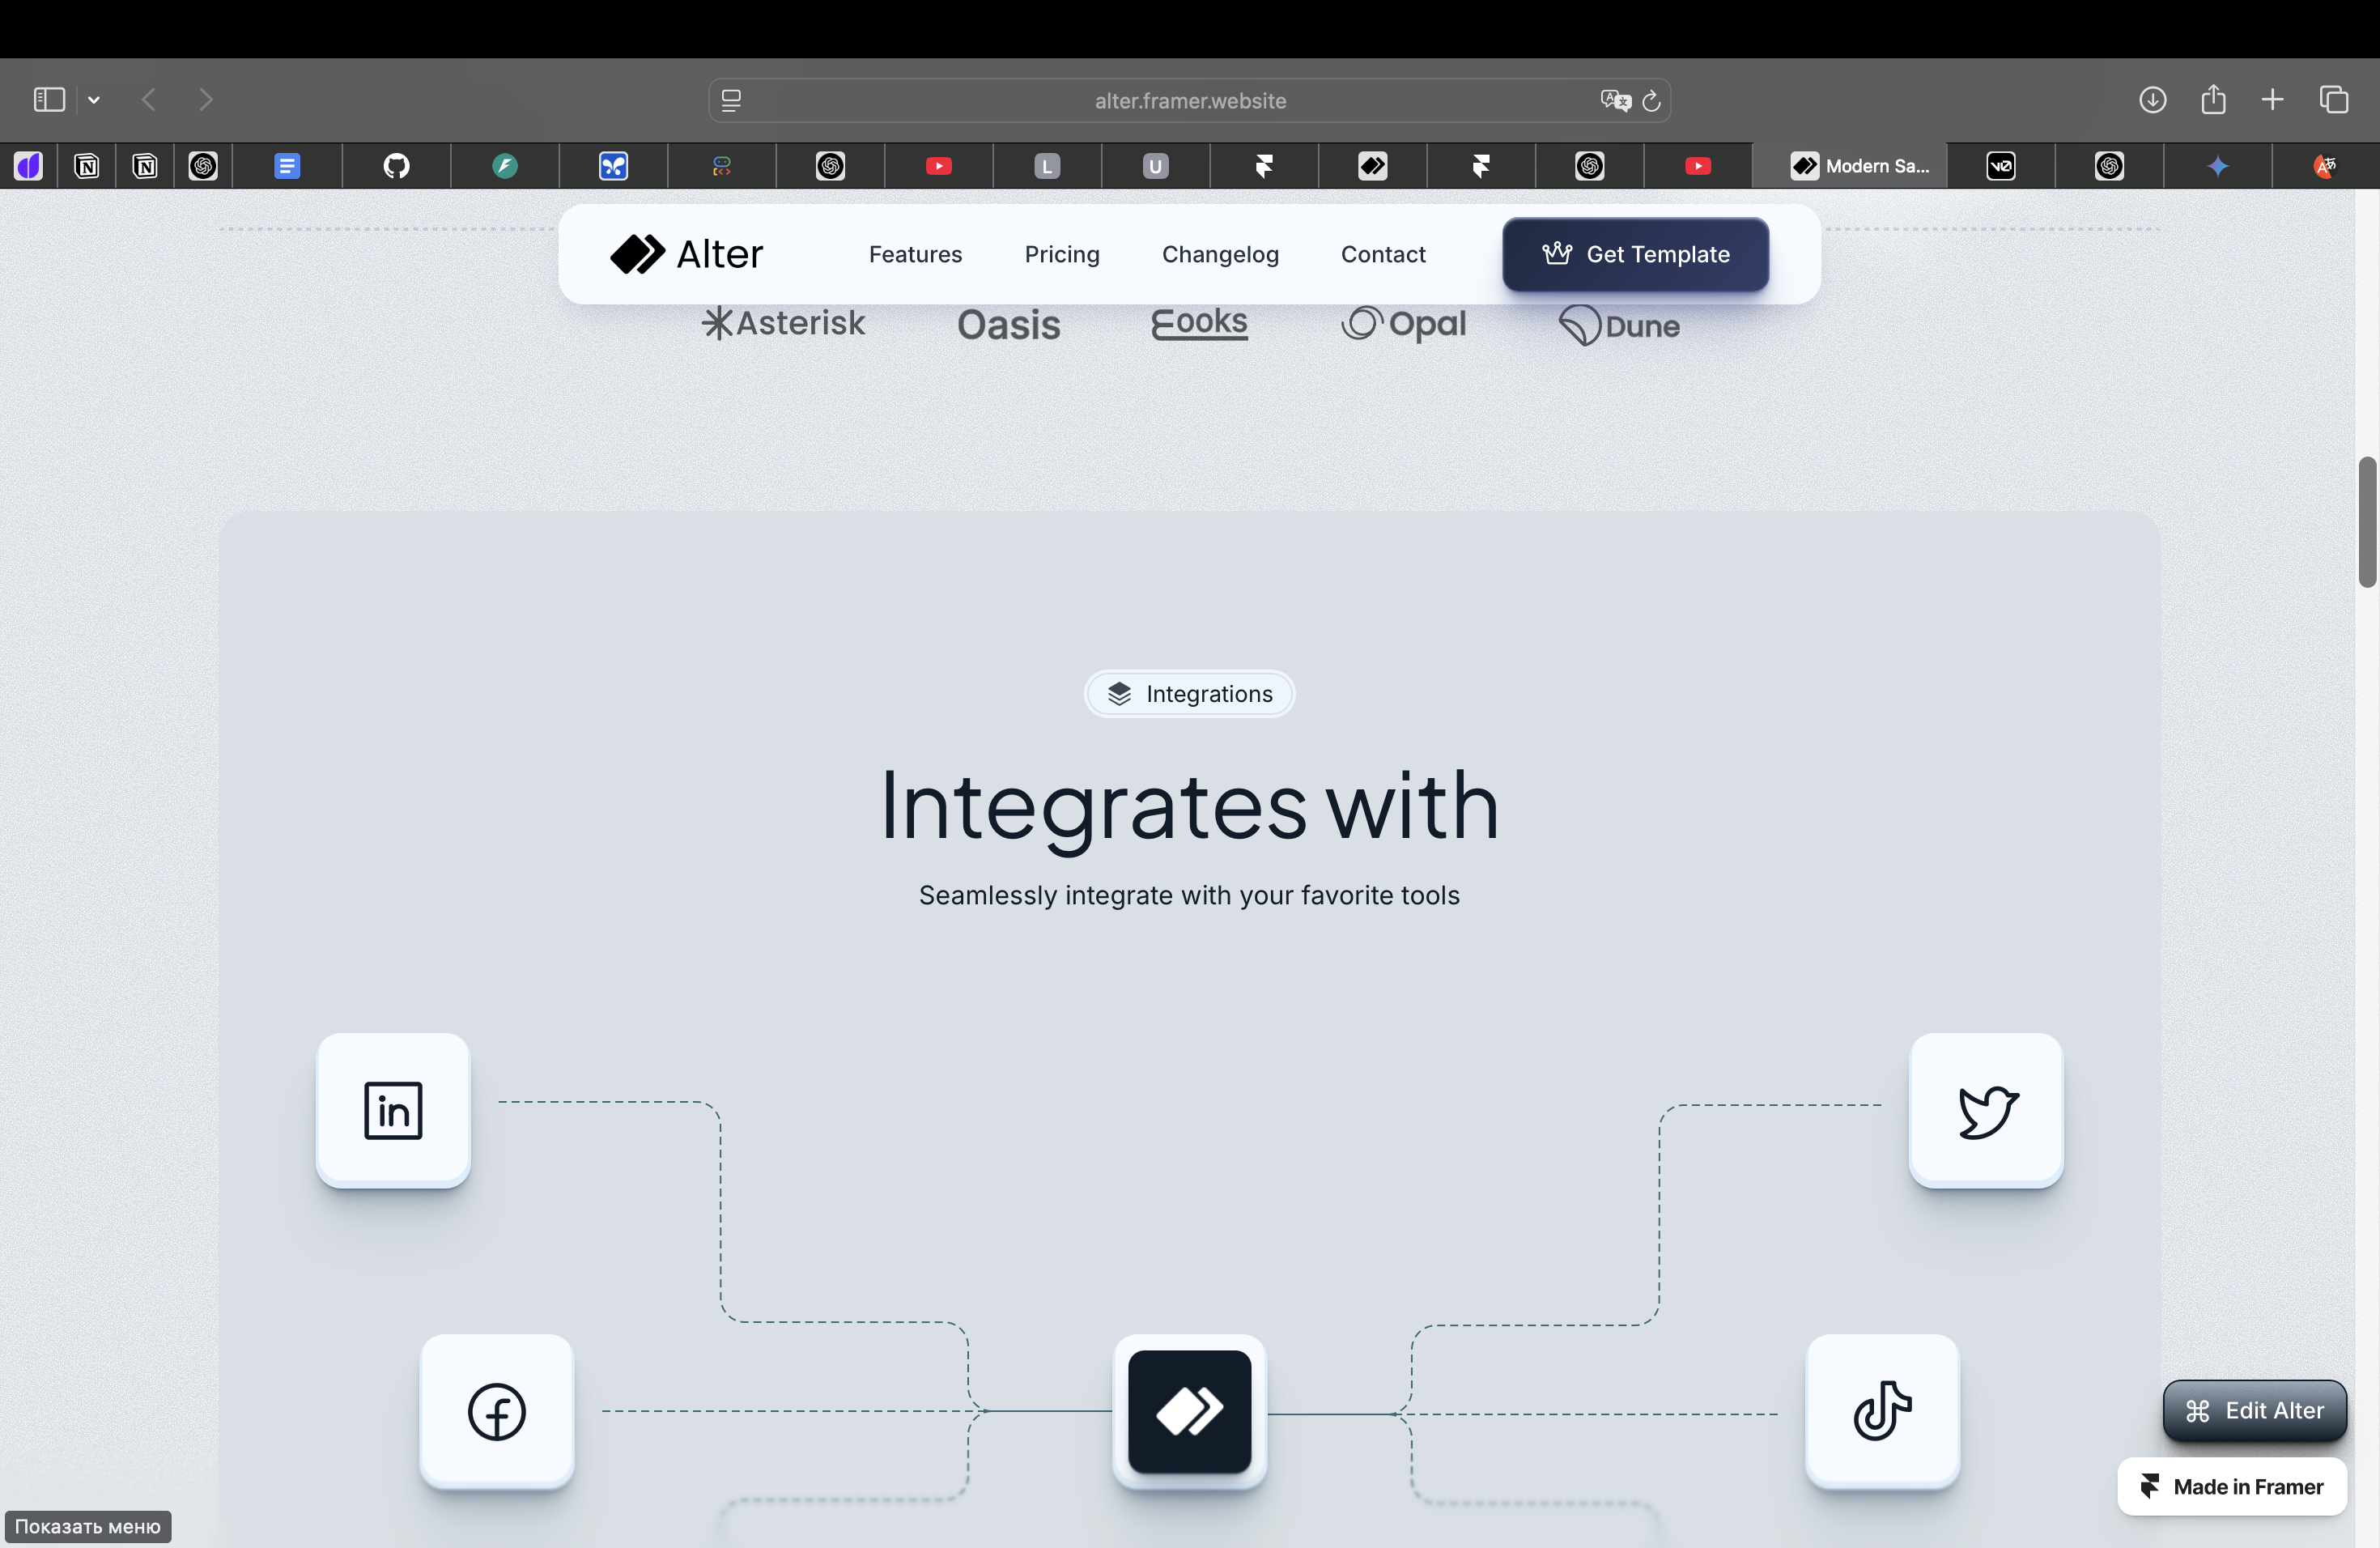 alter.framer.website
L
U
Modern Sa...
Alter
Features
Pricing
Changelog
Contact
Get Template
Asterisk
Oasis
Eooks
Opal
Dune
Integrations
Integrates with
Seamlessly integrate with your favorite tools
in
Edit Alter
Made in Framer
Показать меню